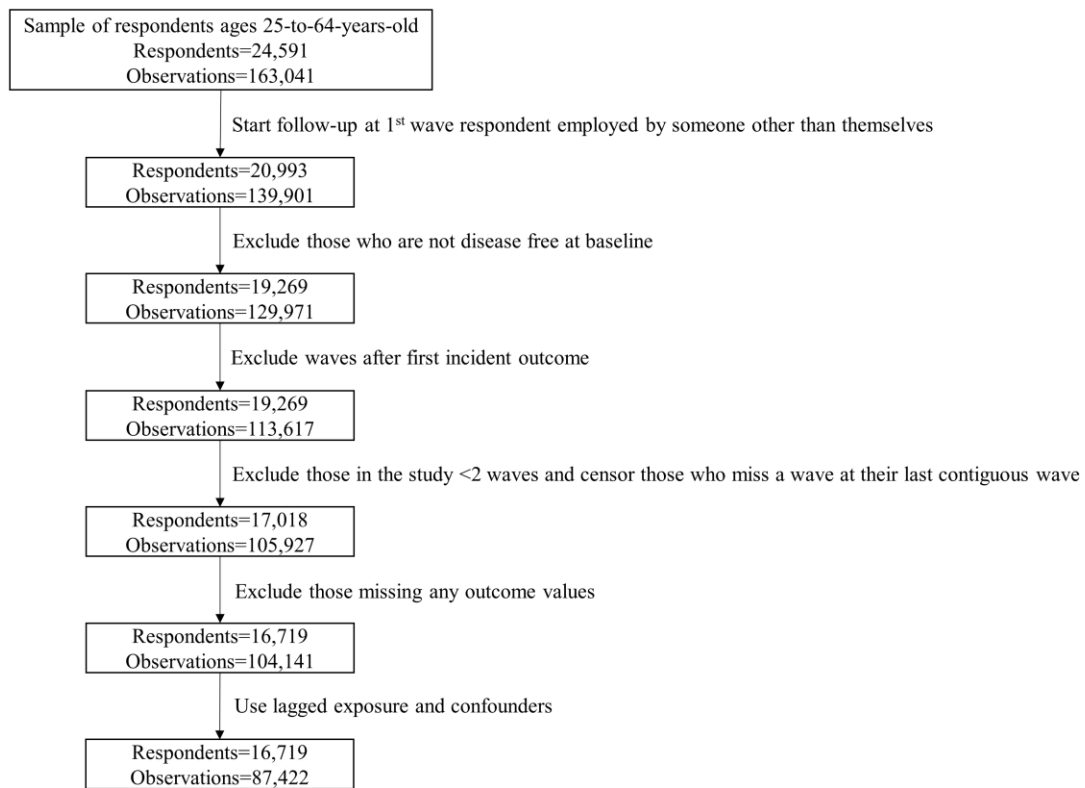 Sample of respondents ages 25-to-64-years-old
Respondents=24,591
Observations=163,041
Start follow-up at 1st wave respondent employed by someone other than themselves
Respondents=20,993
Observations=139,901
Exclude those who are not disease free at baseline
Respondents=19,269
Observations=129,971
Exclude waves after first incident outcome
Respondents=19,269
Observations=113,617
Exclude those in the study <2 waves and censor those who miss a wave at their last contiguous wave
Respondents=17,018
Observations=105,927
Exclude those missing any outcome values
Respondents=16,719
Observations=104,141
Use lagged exposure and confounders
Respondents=16,719
Observations=87,422